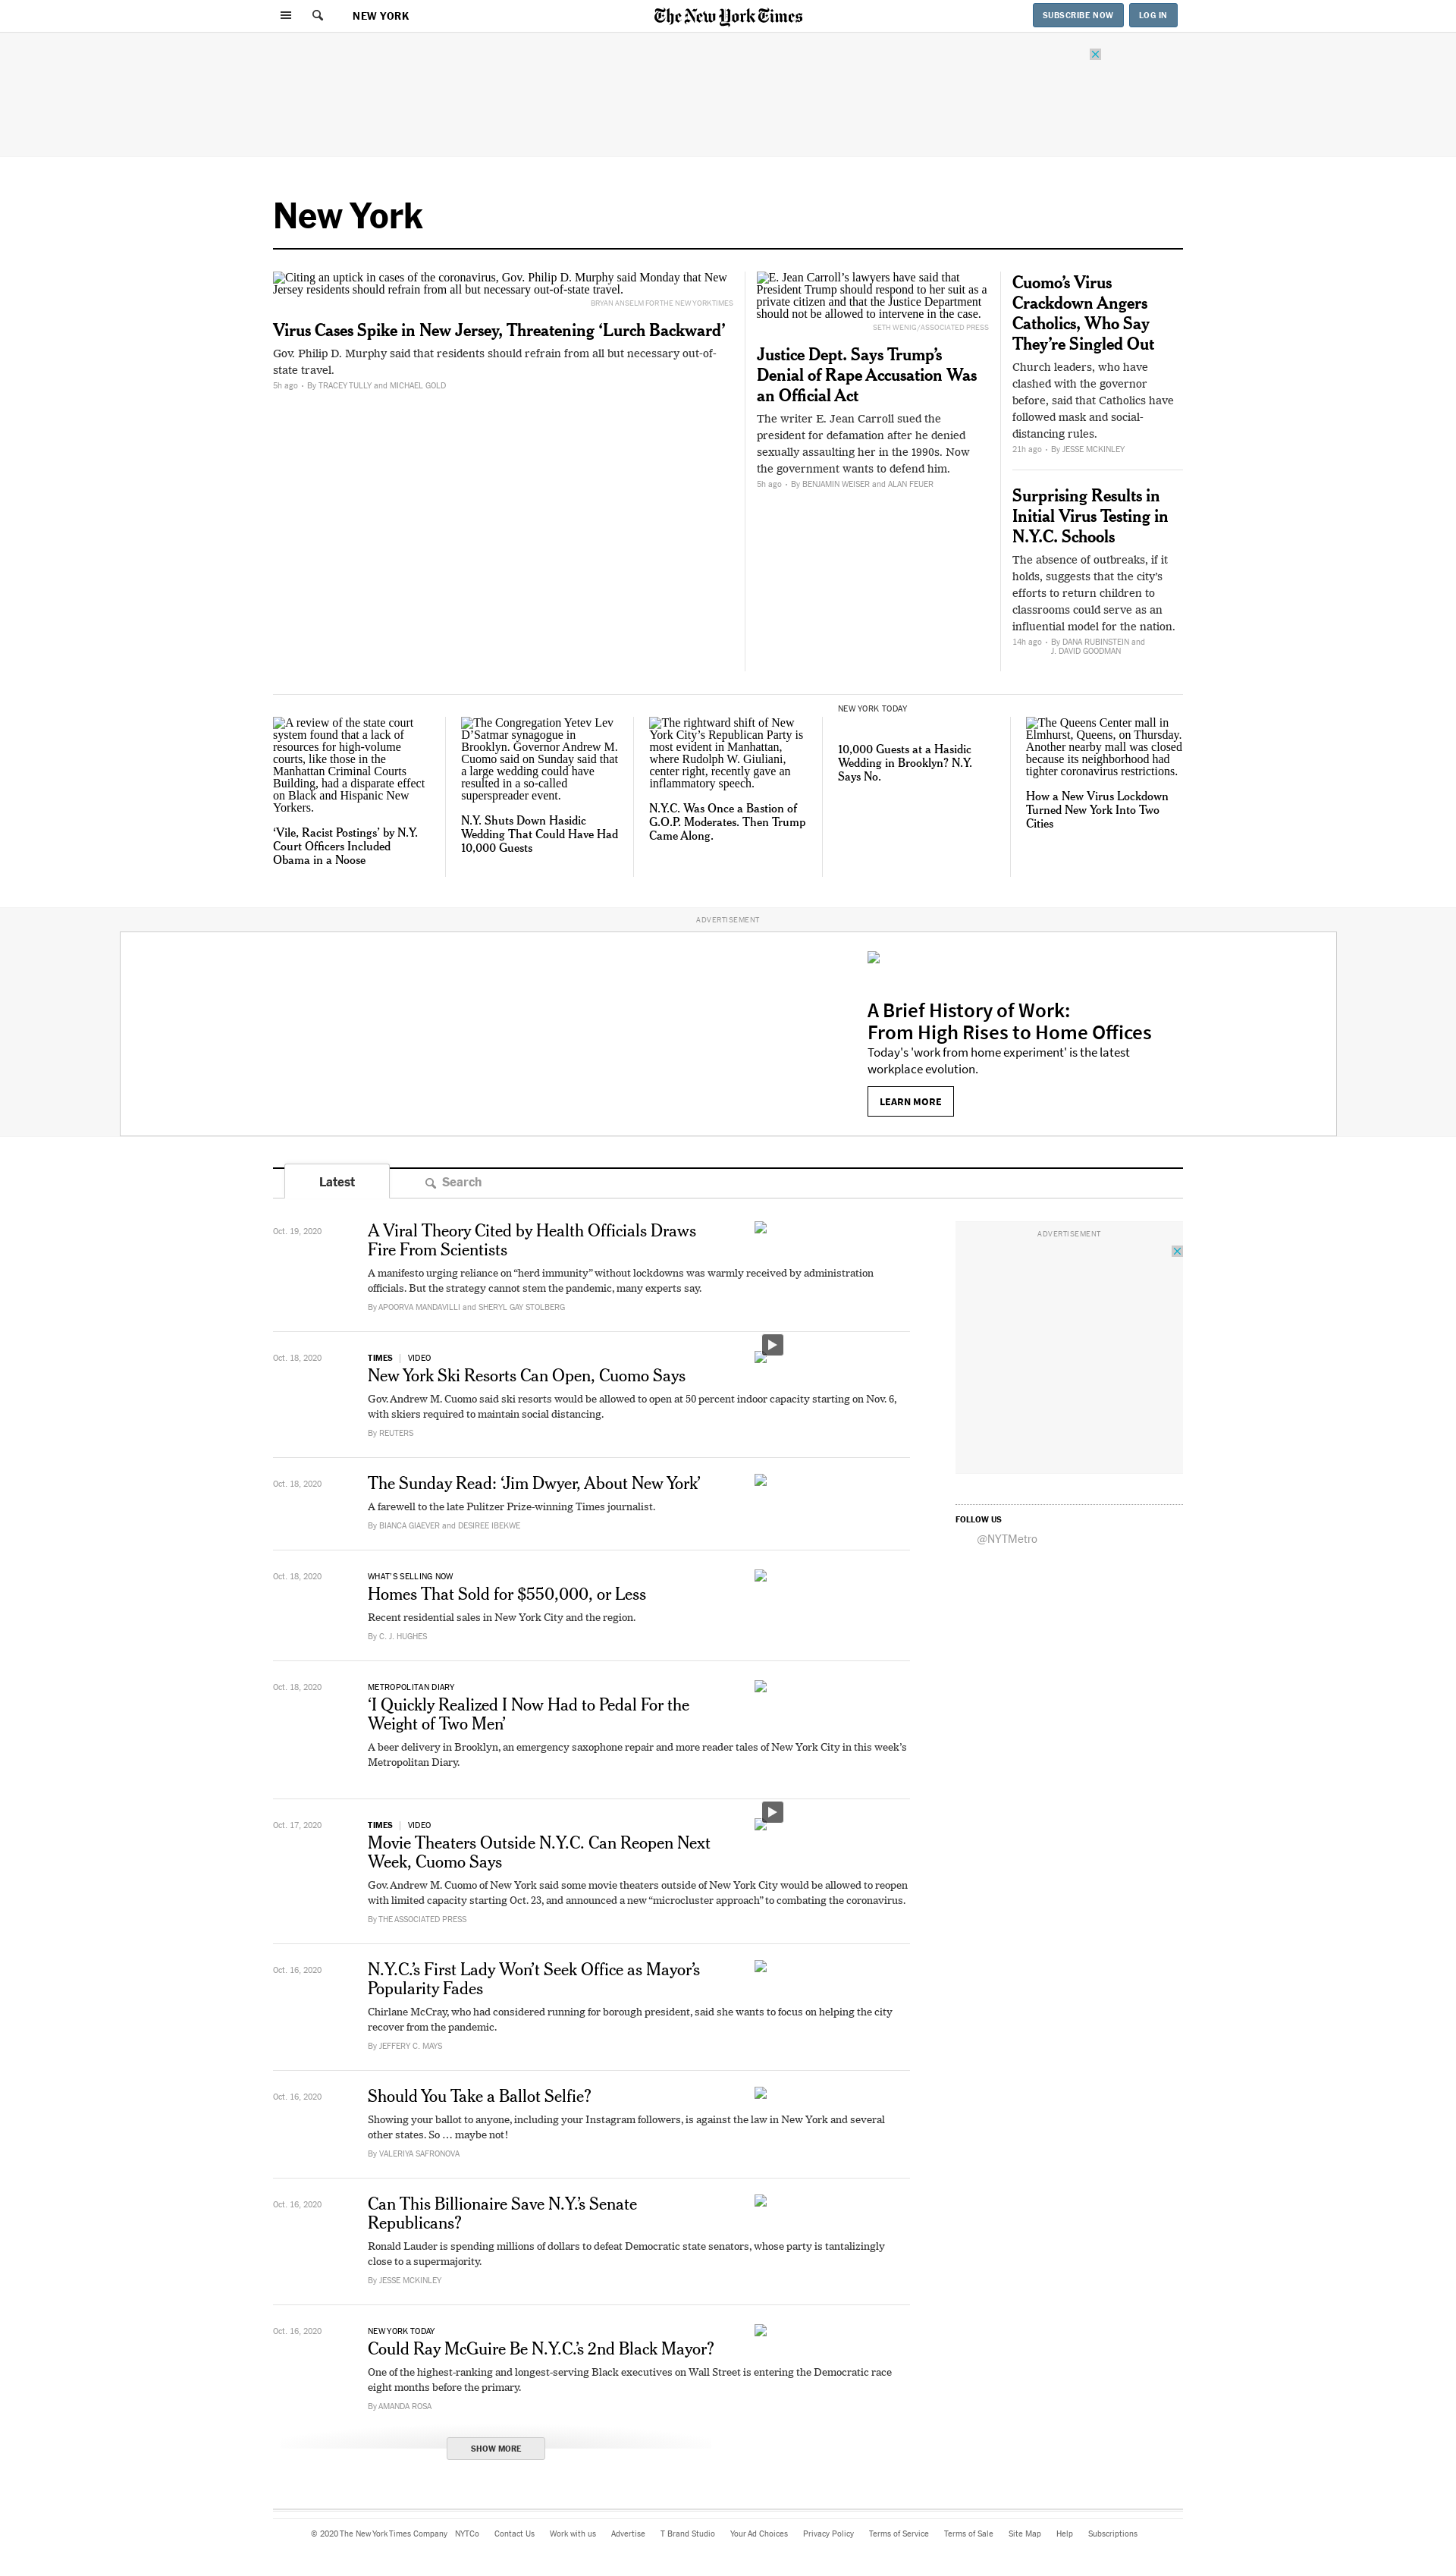 NEW YORK
The New York Times
SUBSCRIBE NOW
LOG IN
New York
Citing an uptick in cases of the coronavirus, Gov. Philip D. Murphy said Monday that New
Jersey residents should refrain from all but necessary out-of-state travel.
BRYAN ANSELM FOR THE NEW YORK TIMES
Virus Cases Spike in New Jersey, Threatening ‘Lurch Backward’
Gov. Philip D. Murphy said that residents should refrain from all but necessary out-of-
state travel.
5h ago • By TRACEY TULLY and MICHAEL GOLD
E. Jean Carroll’s lawyers have said that
President Trump should respond to her suit as a
private citizen and that the Justice Department
should not be allowed to intervene in the case.
SETH WENIG/ASSOCIATED PRESS
Justice Dept. Says Trump’s
Denial of Rape Accusation Was
an Official Act
The writer E. Jean Carroll sued the
president for defamation after he denied
sexually assaulting her in the 1990s. Now
the government wants to defend him.
5h ago • By BENJAMIN WEISER and ALAN FEUER
Cuomo’s Virus
Crackdown Angers
Catholics, Who Say
They’re Singled Out
Church leaders, who have
clashed with the governor
before, said that Catholics have
followed mask and social-
distancing rules.
21h ago • By JESSE MCKINLEY
Surprising Results in
Initial Virus Testing in
N.Y.C. Schools
The absence of outbreaks, if it
holds, suggests that the city’s
efforts to return children to
classrooms could serve as an
influential model for the nation.
14h ago • By DANA RUBINSTEIN and
J. DAVID GOODMAN
A review of the state court
system found that a lack of
resources for high-volume
courts, like those in the
Manhattan Criminal Courts
Building, had a disparate effect
on Black and Hispanic New
Yorkers.
‘Vile, Racist Postings’ by N.Y.
Court Officers Included
Obama in a Noose
The Congregation Yetev Lev
D’Satmar synagogue in
Brooklyn. Governor Andrew M.
Cuomo said on Sunday said that
a large wedding could have
resulted in a so-called
superspreader event.
N.Y. Shuts Down Hasidic
Wedding That Could Have Had
10,000 Guests
The rightward shift of New
York City’s Republican Party is
most evident in Manhattan,
where Rudolph W. Giuliani,
center right, recently gave an
inflammatory speech.
N.Y.C. Was Once a Bastion of
G.O.P. Moderates. Then Trump
Came Along.
NEW YORK TODAY
10,000 Guests at a Hasidic
Wedding in Brooklyn? N.Y.
Says No.
The Queens Center mall in
Elmhurst, Queens, on Thursday.
Another nearby mall was closed
because its neighborhood had
tighter coronavirus restrictions.
How a New Virus Lockdown
Turned New York Into Two
Cities
ADVERTISEMENT
A Brief History of Work:
From High Rises to Home Offices
Today's 'work from home experiment' is the latest
workplace evolution.
LEARN MORE
Latest
Search
Oct. 19, 2020
A Viral Theory Cited by Health Officials Draws
Fire From Scientists
A manifesto urging reliance on “herd immunity” without lockdowns was warmly received by administration
officials. But the strategy cannot stem the pandemic, many experts say.
By APOORVA MANDAVILLI and SHERYL GAY STOLBERG
ADVERTISEMENT
Oct. 18, 2020
TIMES | VIDEO
New York Ski Resorts Can Open, Cuomo Says
Gov. Andrew M. Cuomo said ski resorts would be allowed to open at 50 percent indoor capacity starting on Nov. 6,
with skiers required to maintain social distancing.
By REUTERS
Oct. 18, 2020
The Sunday Read: ‘Jim Dwyer, About New York’
A farewell to the late Pulitzer Prize-winning Times journalist.
By BIANCA GIAEVER and DESIREE IBEKWE
FOLLOW US
@NYTMetro
Oct. 18, 2020
WHAT’S SELLING NOW
Homes That Sold for $550,000, or Less
Recent residential sales in New York City and the region.
By C. J. HUGHES
Oct. 18, 2020
METROPOLITAN DIARY
‘I Quickly Realized I Now Had to Pedal For the
Weight of Two Men’
A beer delivery in Brooklyn, an emergency saxophone repair and more reader tales of New York City in this week’s
Metropolitan Diary.
Oct. 17, 2020
TIMES | VIDEO
Movie Theaters Outside N.Y.C. Can Reopen Next
Week, Cuomo Says
Gov. Andrew M. Cuomo of New York said some movie theaters outside of New York City would be allowed to reopen
with limited capacity starting Oct. 23, and announced a new “microcluster approach” to combating the coronavirus.
By THE ASSOCIATED PRESS
Oct. 16, 2020
N.Y.C.’s First Lady Won’t Seek Office as Mayor’s
Popularity Fades
Chirlane McCray, who had considered running for borough president, said she wants to focus on helping the city
recover from the pandemic.
By JEFFERY C. MAYS
Oct. 16, 2020
Should You Take a Ballot Selfie?
Showing your ballot to anyone, including your Instagram followers, is against the law in New York and several
other states. So … maybe not!
By VALERIYA SAFRONOVA
Oct. 16, 2020
Can This Billionaire Save N.Y.’s Senate
Republicans?
Ronald Lauder is spending millions of dollars to defeat Democratic state senators, whose party is tantalizingly
close to a supermajority.
By JESSE MCKINLEY
Oct. 16, 2020
NEW YORK TODAY
Could Ray McGuire Be N.Y.C.’s 2nd Black Mayor?
One of the highest-ranking and longest-serving Black executives on Wall Street is entering the Democratic race
eight months before the primary.
By AMANDA ROSA
SHOW MORE
© 2020 The New York Times Company NYTCo Contact Us Work with us Advertise T Brand Studio Your Ad Choices Privacy Policy Terms of Service Terms of Sale Site Map Help Subscriptions